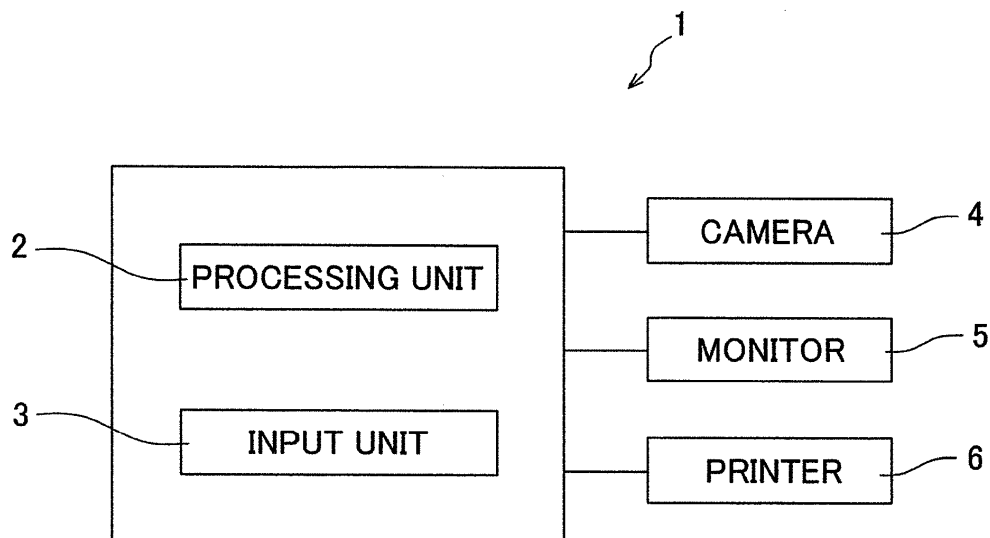 1
2
PROCESSING UNIT
3
INPUT UNIT
CAMERA
4
MONITOR
5
PRINTER
6